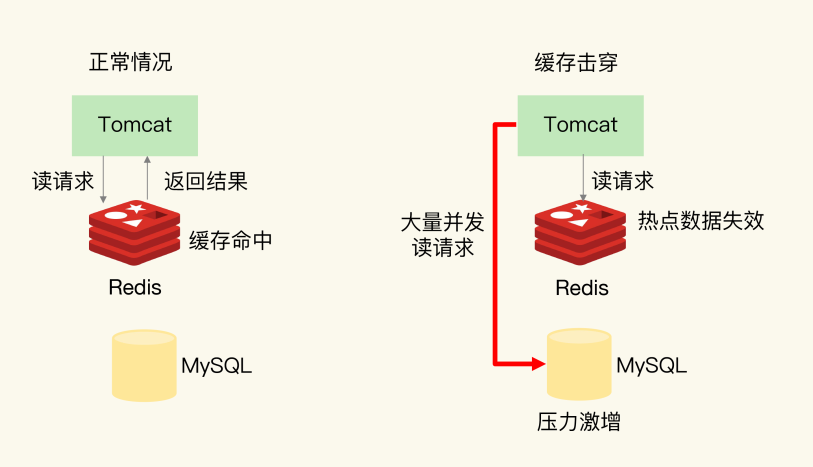 正常情况
Tomcat
读请求
返回结果
缓存命中
Redis
MySQL
缓存击穿
Tomcat
读请求
大量并发
读请求
热点数据失效
Redis
MySQL
压力激增